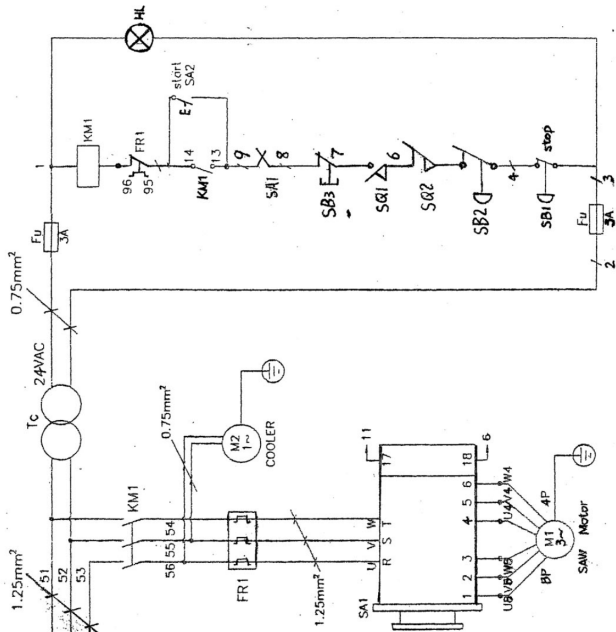 HL
1
KM1
FR1
96
95
start
SA2
E
14
13
KM1
9
SA1
8
SB3
7
SQ1
6
SQ2
SB2
4
stop
SB1
3
Fu
3A
Fu
3A
2
0.75mm²
24VAC
Tc
0.75mm²
M2
1~
COOLER
11
17
18
6
1.25mm²
51
52
53
KM1
54
55
56
FR1
1.25mm²
W
V
U
T
S
R
SA1
1
2
3
4
5
6
U8
V8
W8
U4
V4
W4
8P
4P
M1
3~
SAW Motor